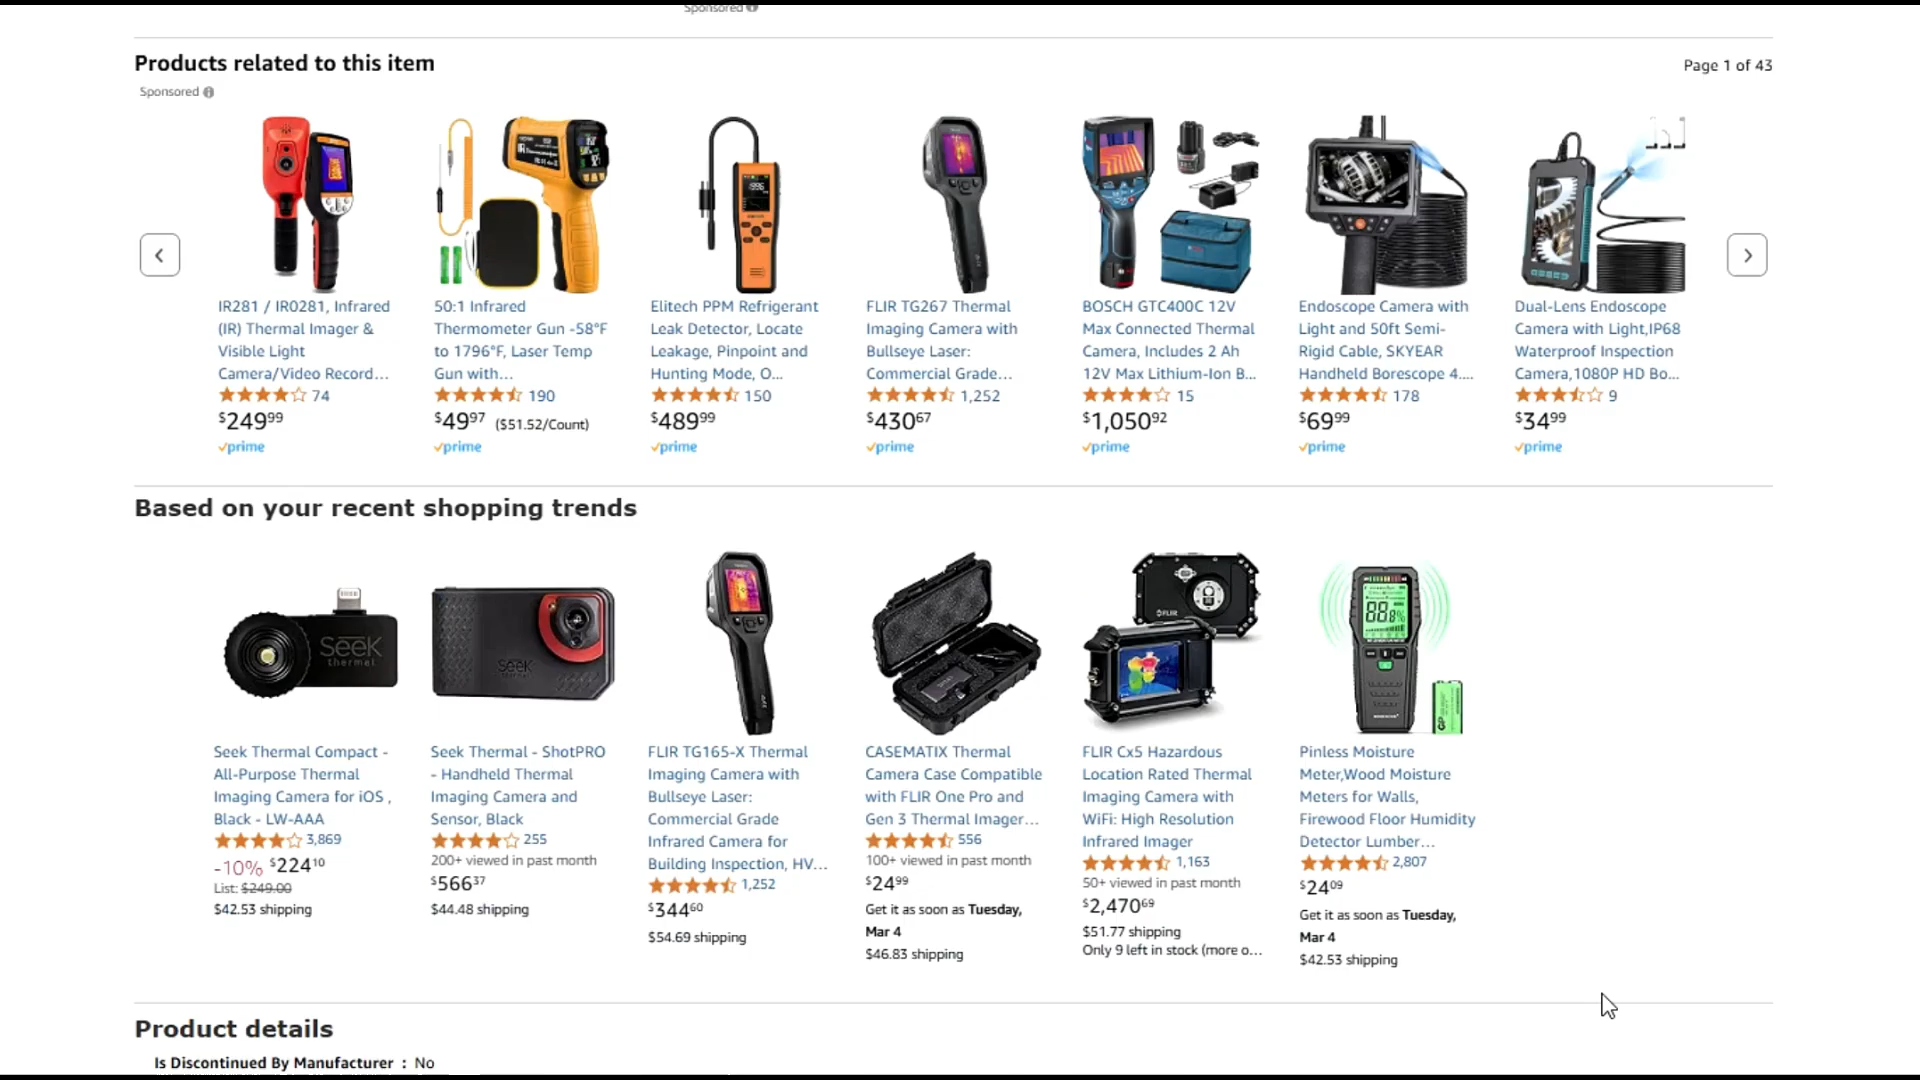 Sponsored
Products related to this item
Page 1 of 43
Sponsored
IR281 / IR0281, Infrared
(IR) Thermal Imager &
Visible Light
Camera/Video Record...
74
$249.99
prime
50:1 Infrared
Thermometer Gun -58°F
to 1796°F, Laser Temp
Gun with...
190
$49.97 ($51.52/Count)
prime
Elitech PPM Refrigerant
Leak Detector, Locate
Leakage, Pinpoint and
Hunting Mode, O...
150
$489.99
prime
FLIR TG267 Thermal
Imaging Camera with
Bullseye Laser:
Commercial Grade...
1,252
$430.67
prime
BOSCH GTC400C 12V
Max Connected Thermal
Camera, Includes 2 Ah
12V Max Lithium-Ion B...
15
$1,050.92
prime
Endoscope Camera with
Light and 50ft Semi-
Rigid Cable, SKYEAR
Handheld Borescope 4....
178
$69.99
prime
Dual-Lens Endoscope
Camera with Light,IP68
Waterproof Inspection
Camera,1080P HD Bo...
9
$34.99
prime
Based on your recent shopping trends
Seek
thermal
Seek Thermal Compact -
All-Purpose Thermal
Imaging Camera for iOS ,
Black - LW-AAA
3,869
-10% $224.10
List: $249.00
$42.53 shipping
Seek
Seek Thermal - ShotPRO
- Handheld Thermal
Imaging Camera and
Sensor, Black
255
200+ viewed in past month
$566.37
$44.48 shipping
FLIR TG165-X Thermal
Imaging Camera with
Bullseye Laser:
Commercial Grade
Infrared Camera for
Building Inspection, HV...
1,252
$344.60
$54.69 shipping
CASEMATIX Thermal
Camera Case Compatible
with FLIR One Pro and
Gen 3 Thermal Imager...
556
100+ viewed in past month
$24.99
Get it as soon as Tuesday,
Mar 4
$46.83 shipping
FLIR
FLIR Cx5 Hazardous
Location Rated Thermal
Imaging Camera with
WiFi: High Resolution
Infrared Imager
1,163
50+ viewed in past month
$2,470.69
$51.77 shipping
Only 9 left in stock (more o...
GP
Pinless Moisture
Meter,Wood Moisture
Meters for Walls,
Firewood Floor Humidity
Detector Lumber...
2,807
$24.09
Get it as soon as Tuesday,
Mar 4
$42.53 shipping
Product details
Is Discontinued By Manufacturer : No